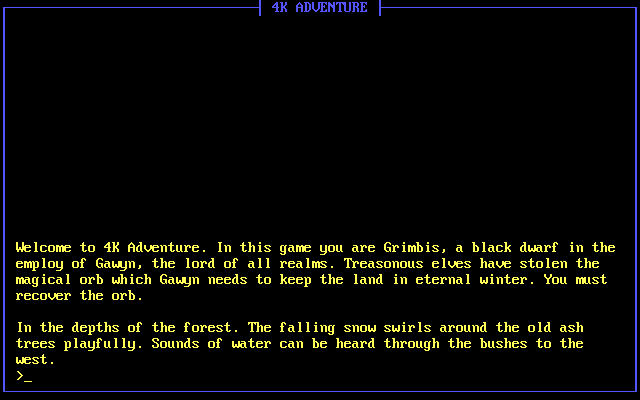 4K ADVENTURE
Welcome to 4K Adventure. In this game you are Grimbis, a black dwarf in the
employ of Gawyn, the lord of all realms. Treasonous elves have stolen the
magical orb which Gawyn needs to keep the land in eternal winter. You must
recover the orb.
In the depths of the forest. The falling snow swirls around the old ash
trees playfully. Sounds of water can be heard through the bushes to the
west.
>_